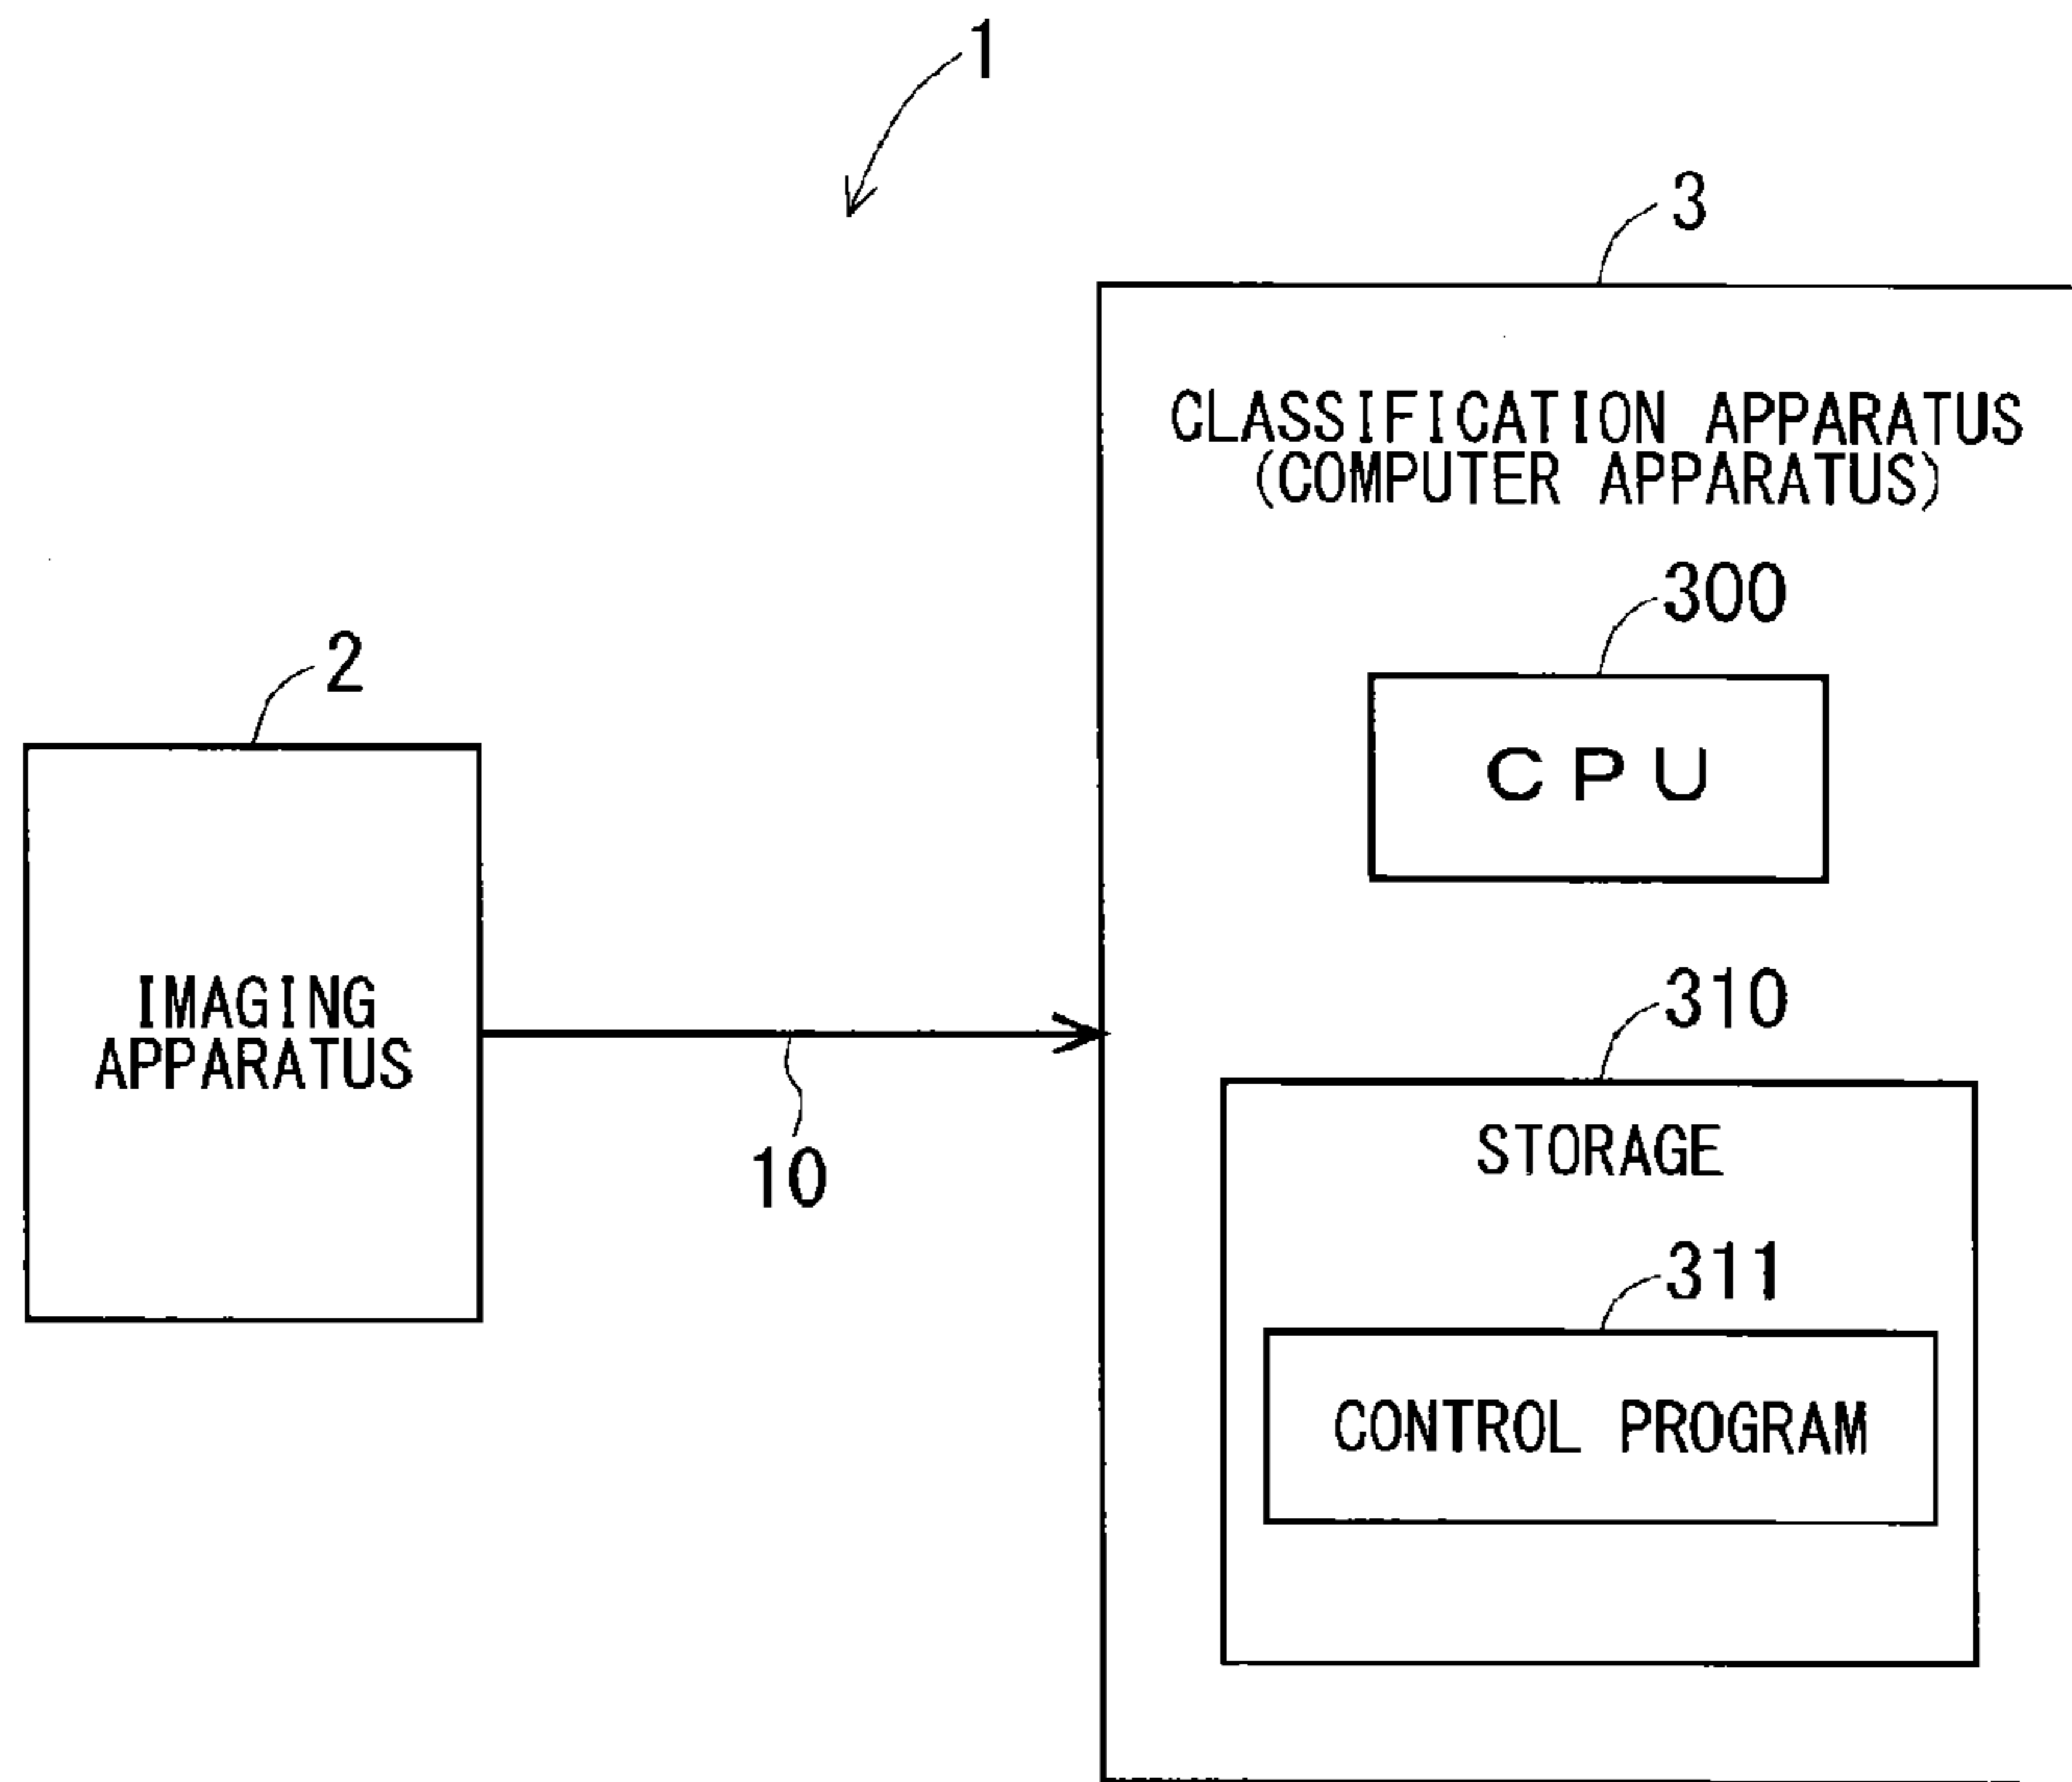 1
3
CLASSIFICATION APPARATUS
(COMPUTER APPARATUS)
300
CPU
2
IMAGING
APPARATUS
10
310
STORAGE
311
CONTROL PROGRAM